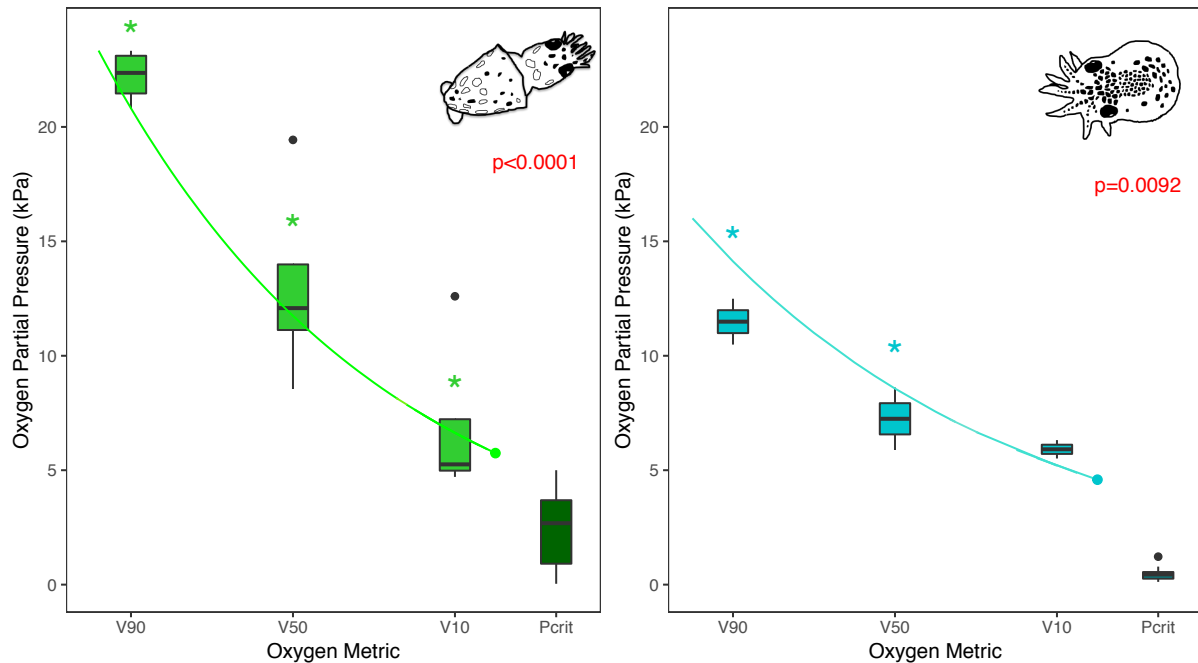 Oxygen Partial Pressure (kPa)
20
15
10
5
0
*
*
*
p<0.0001
V90 V50 V10 Pcrit
Oxygen Metric
Oxygen Partial Pressure (kPa)
20
15
10
5
0
*
*
p=0.0092
V90 V50 V10 Pcrit
Oxygen Metric